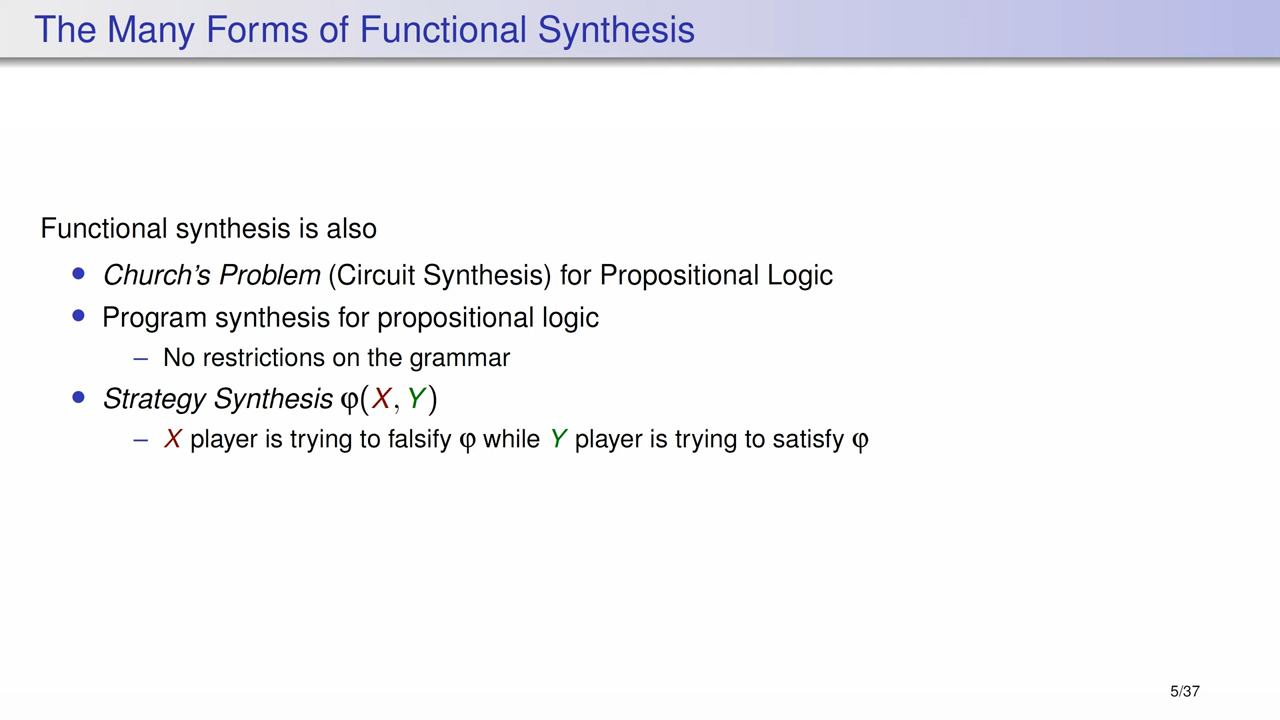 The Many Forms of Functional Synthesis
Functional synthesis is also
• Church's Problem (Circuit Synthesis) for Propositional Logic
• Program synthesis for propositional logic
– No restrictions on the grammar
• Strategy Synthesis φ(X, Y)
– X player is trying to falsify φ while Y player is trying to satisfy φ
5/37